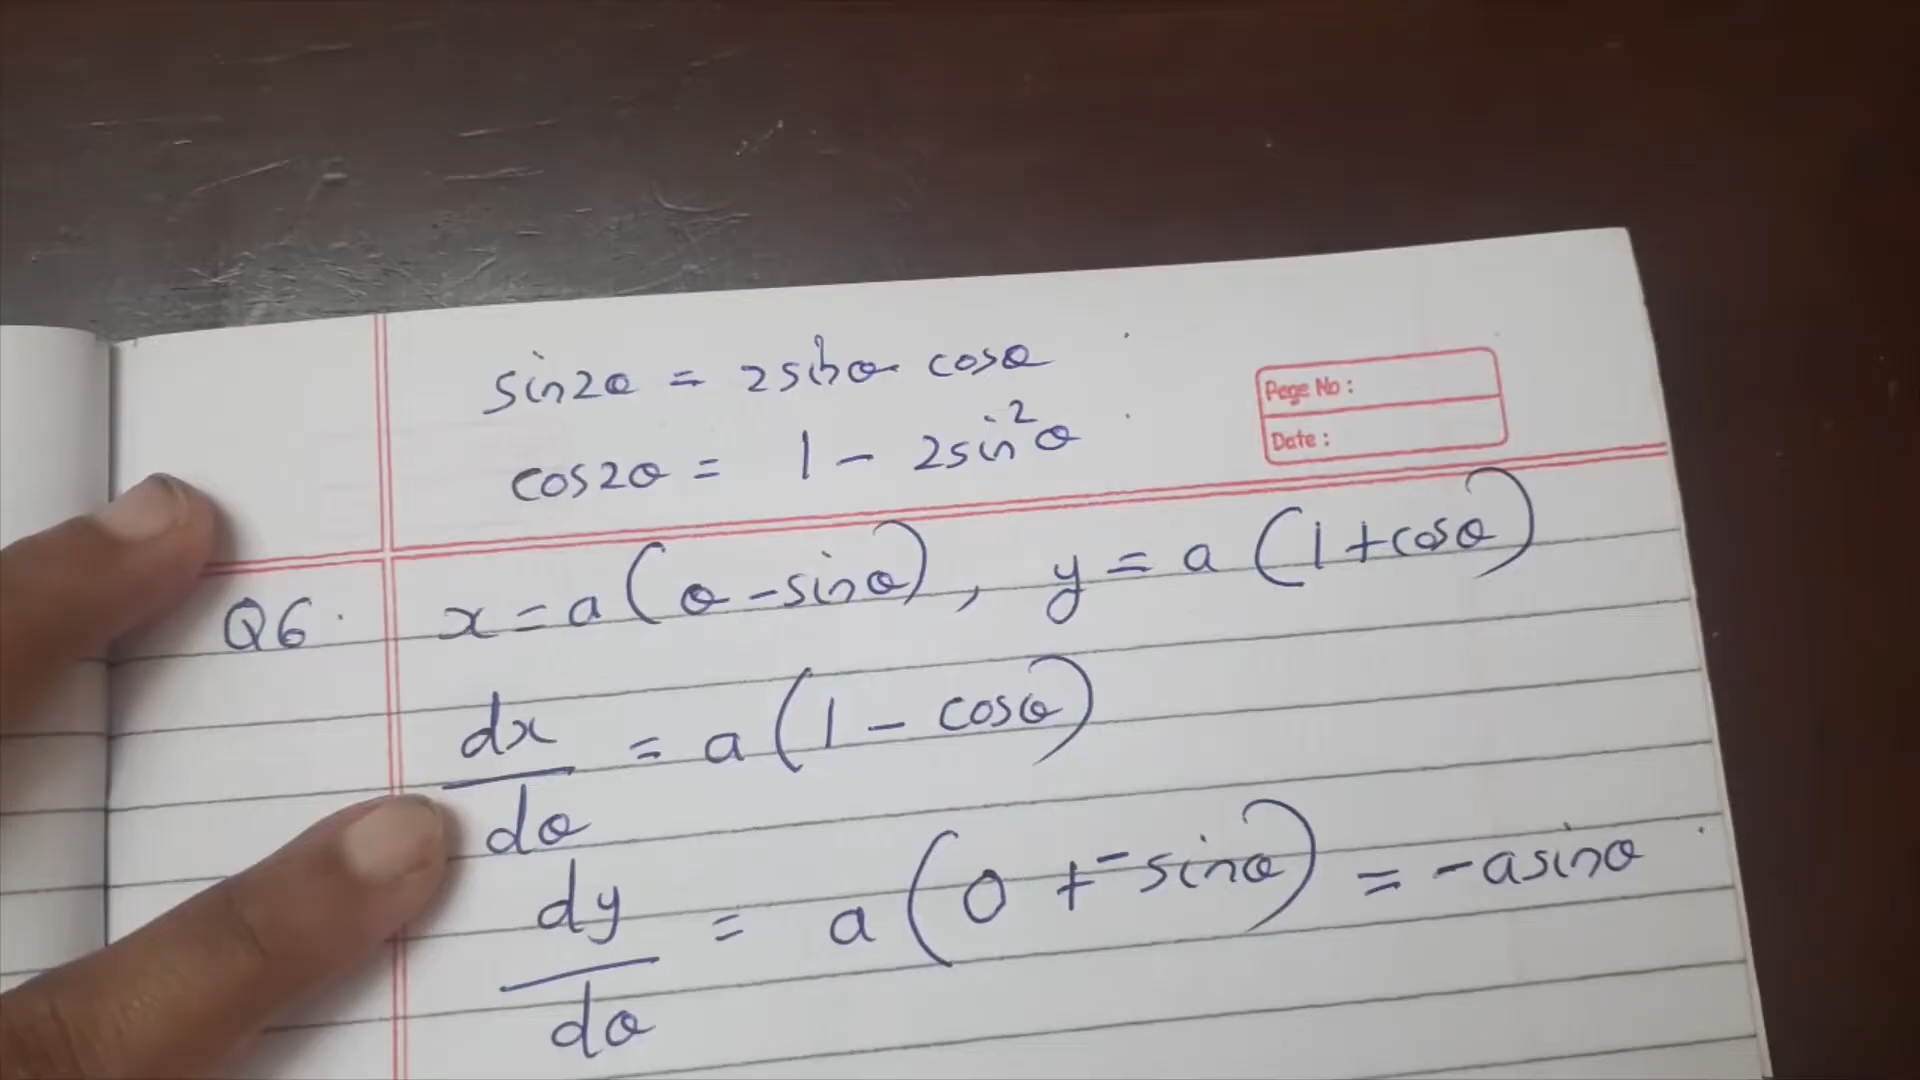 sin2θ = 2sinθ cosθ
cos2θ = 1 - 2sin²θ
Page No :
Date :
Q6. x = a(θ - sinθ), y = a(1 + cosθ)
dx/dθ = a(1 - cosθ)
dy/dθ = a(0 + - sinθ) = - asinθ